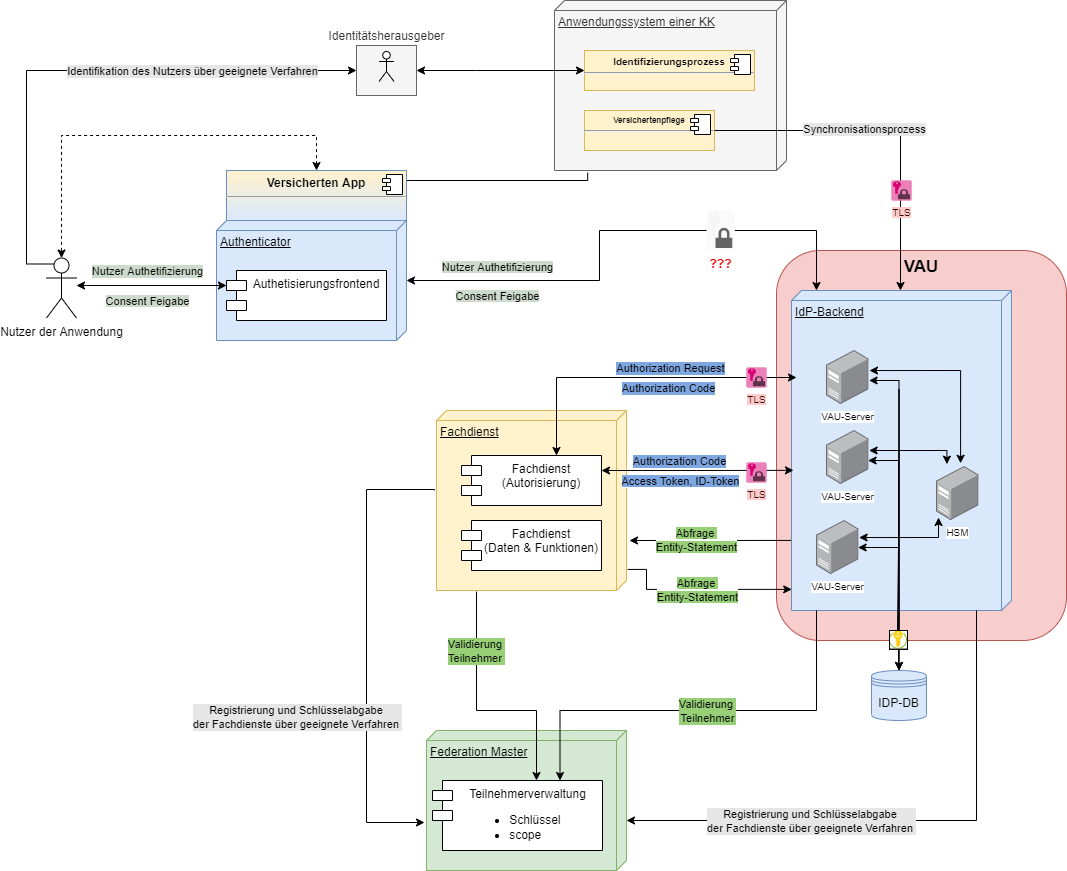 Anwendungssystem einer KK
Identitätsherausgeber
Identifizierungsprozess
Identifikation des Nutzers über geeignete Verfahren
Versichertenpflege
Synchronisationsprozess
Versicherten App
TLS
Authenticator
???
Nutzer Authetifizierung
Consent Feigabe
Authetisierungsfrontend
Nutzer Authetifizierung
Consent Feigabe
Nutzer der Anwendung
VAU
IdP-Backend
Authorization Request
Authorization Code
TLS
VAU-Server
Fachdienst
Fachdienst
(Autorisierung)
Authorization Code
Access Token, ID-Token
TLS
VAU-Server
HSM
Fachdienst
(Daten & Funktionen)
Abfrage
Entity-Statement
Abfrage
Entity-Statement
VAU-Server
Validierung
Teilnehmer
Validierung
Teilnehmer
IDP-DB
Registrierung und Schlüsselabgabe
der Fachdienste über geeignete Verfahren
Federation Master
Teilnehmerverwaltung
• Schlüssel
• scope
Registrierung und Schlüsselabgabe
der Fachdienste über geeignete Verfahren